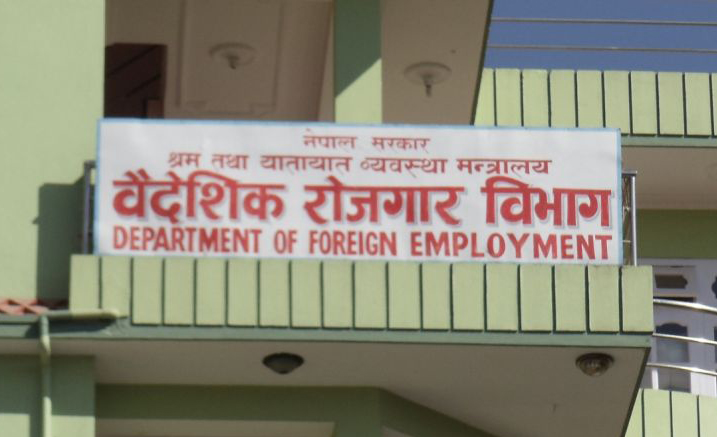 नेपाल सरकार
श्रम तथा यातायात व्यवस्था मन्त्रालय
वैदेशिक रोजगार विभाग
DEPARTMENT OF FOREIGN EMPLOYMENT